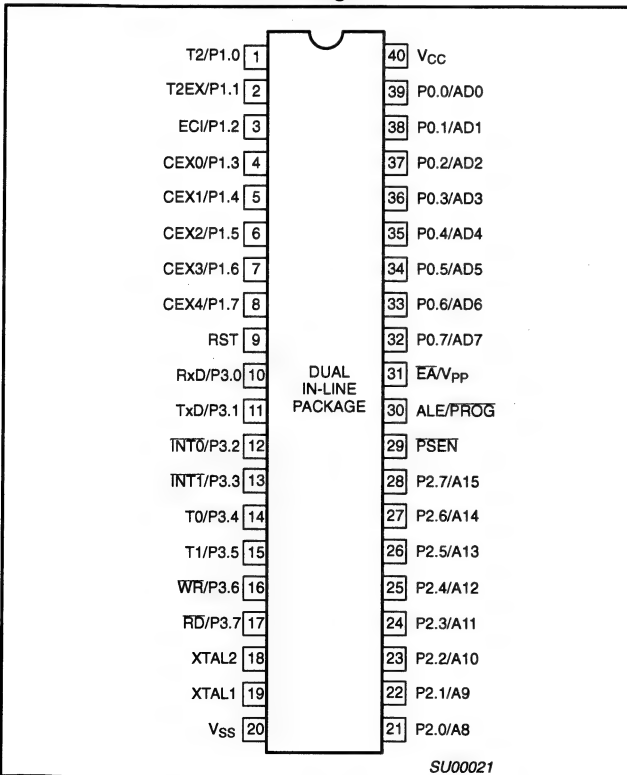 T2/P1.0 1
T2EX/P1.1 2
ECI/P1.2 3
CEX0/P1.3 4
CEX1/P1.4 5
CEX2/P1.5 6
CEX3/P1.6 7
CEX4/P1.7 8
RST 9
RxD/P3.0 10
TxD/P3.1 11
INT0/P3.2 12
INT1/P3.3 13
T0/P3.4 14
T1/P3.5 15
WR/P3.6 16
RD/P3.7 17
XTAL2 18
XTAL1 19
VSS 20
DUAL
IN-LINE
PACKAGE
40 VCC
39 P0.0/AD0
38 P0.1/AD1
37 P0.2/AD2
36 P0.3/AD3
35 P0.4/AD4
34 P0.5/AD5
33 P0.6/AD6
32 P0.7/AD7
31 EA/VPP
30 ALE/PROG
29 PSEN
28 P2.7/A15
27 P2.6/A14
26 P2.5/A13
25 P2.4/A12
24 P2.3/A11
23 P2.2/A10
22 P2.1/A9
21 P2.0/A8
SU00021